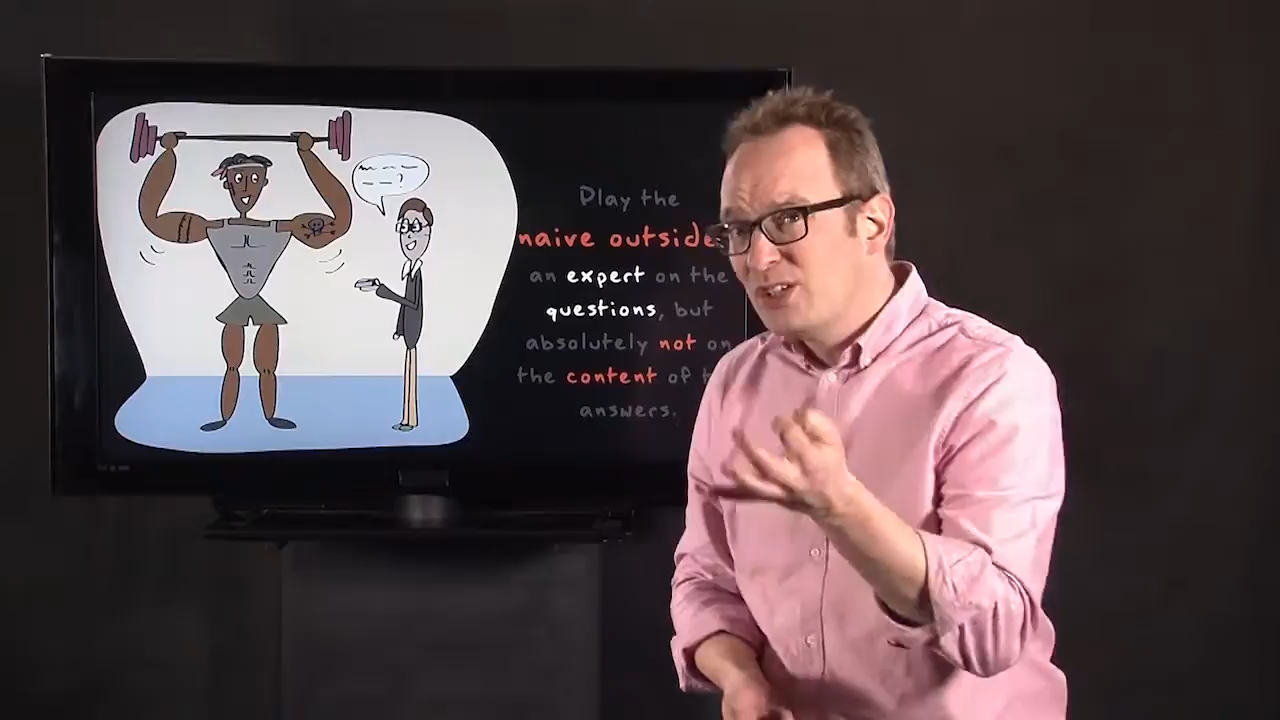 Play the
naive outside
an expert on the
questions, but
absolutely not on
the content of
answers.